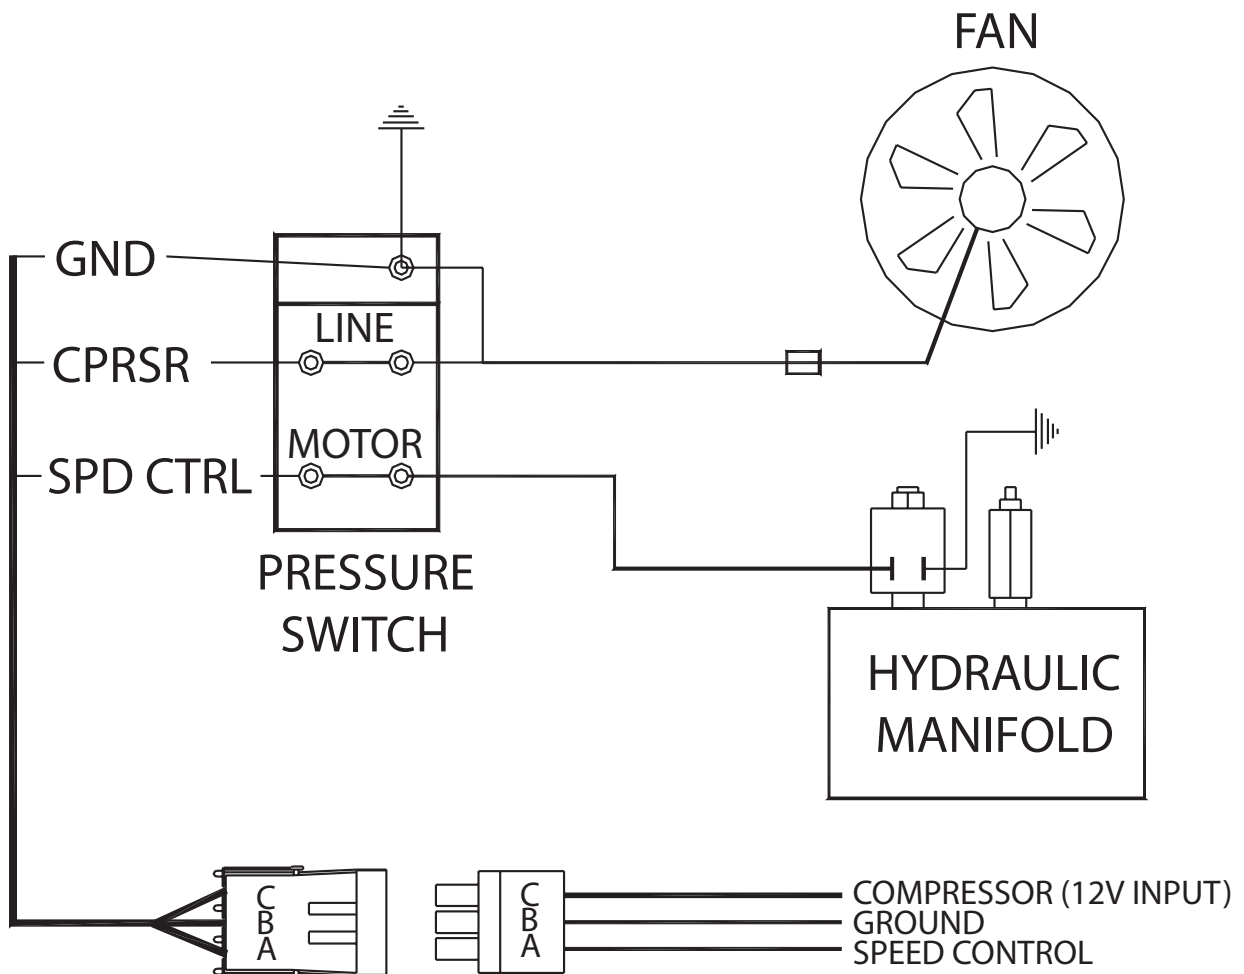 FAN
GND
LINE
CPRSR
MOTOR
SPD CTRL
PRESSURE
SWITCH
HYDRAULIC
MANIFOLD
C
B
A
C
B
A
COMPRESSOR (12V INPUT)
GROUND
SPEED CONTROL